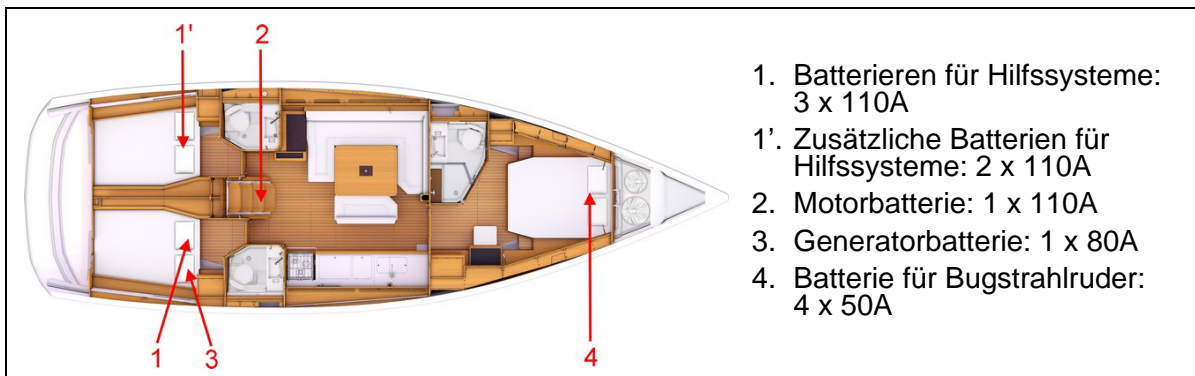 1'
2
1
3
4
1. Batterieren für Hilfssysteme:
3 x 110A
1’. Zusätzliche Batterien für
Hilfssysteme: 2 x 110A
2. Motorbatterie: 1 x 110A
3. Generatorbatterie: 1 x 80A
4. Batterie für Bugstrahlruder:
4 x 50A